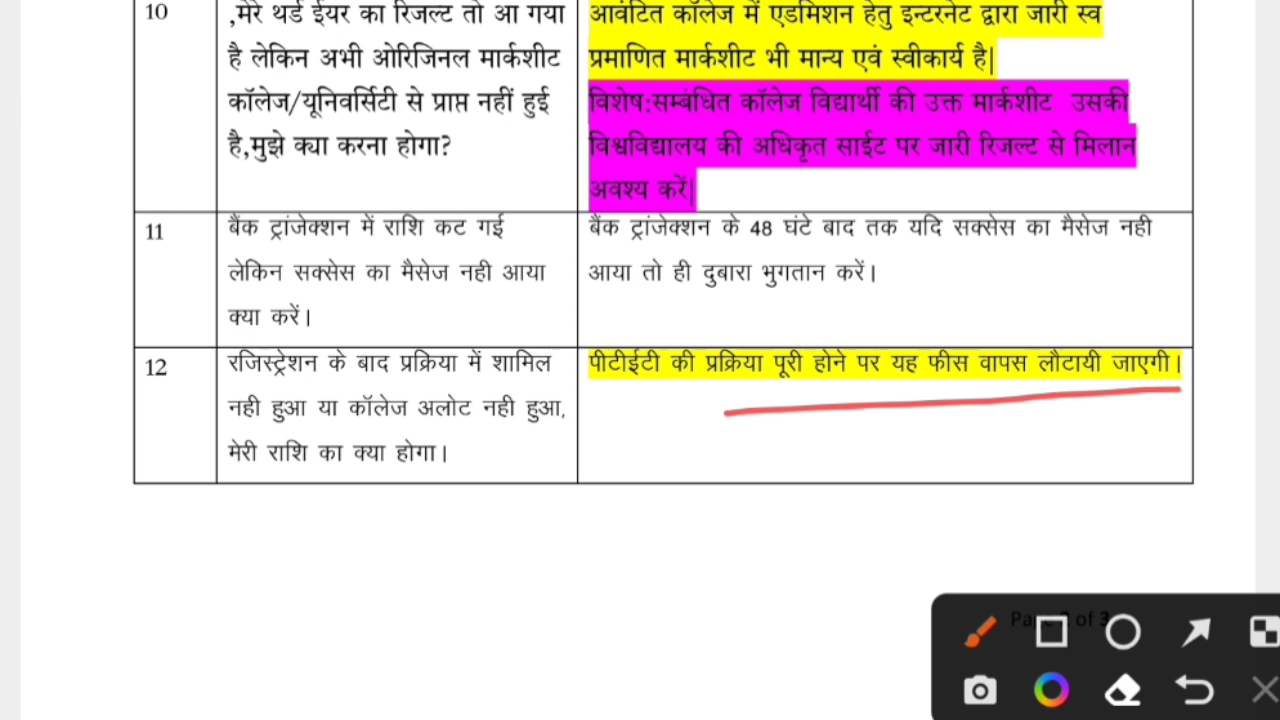 10
,मेरे थर्ड ईयर का रिजल्ट तो आ गया
है लेकिन अभी ओरिजिनल मार्कशीट
कॉलेज/यूनिवर्सिटी से प्राप्त नहीं हुई
है,मुझे क्या करना होगा?
आवंटित कॉलेज में एडमिशन हेतु इन्टरनेट द्वारा जारी स्व
प्रमाणित मार्कशीट भी मान्य एवं स्वीकार्य है|
विशेष:सम्बंधित कॉलेज विद्यार्थी की उक्त मार्कशीट उसकी
विश्वविद्यालय की अधिकृत साईट पर जारी रिजल्ट से मिलान
अवश्य करें|
11
बैंक ट्रांजेक्शन में राशि कट गई
लेकिन सक्सेस का मैसेज नही आया
क्या करें।
बैंक ट्रांजेक्शन के 48 घंटे बाद तक यदि सक्सेस का मैसेज नही
आया तो ही दुबारा भुगतान करें।
12
रजिस्ट्रेशन के बाद प्रक्रिया में शामिल
नही हुआ या कॉलेज अलोट नही हुआ,
मेरी राशि का क्या होगा।
पीटीईटी की प्रक्रिया पूरी होने पर यह फीस वापस लौटायी जाएगी।
of 3